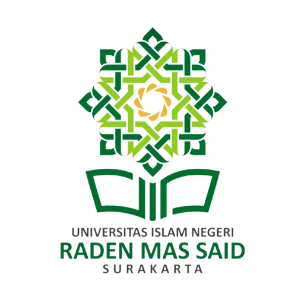 UNIVERSITAS ISLAM NEGERI
RADEN MAS SAID
SURAKARTA